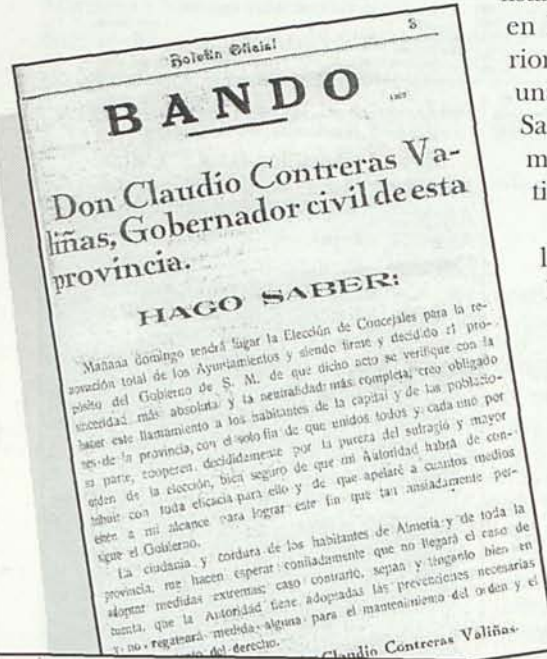 Boletín Oficial
3
BANDO
Don Claudio Contreras Va-
liñas, Gobernador civil de esta
provincia.
HAGO SABER:
Mañana domingo tendrá lugar la Elección de Concejales para la re-
novación total de los Ayuntamientos y siendo firme y decidido el pro-
pósito del Gobierno de S. M. de que dicho acto se verifique con la
sinceridad más absoluta y la neutralidad más completa, creo obligado
hacer este llamamiento a los habitantes de la capital y de las poblacio-
nes de la provincia, con el solo fin de que unidos todos y cada uno por
su parte, cooperen decididamente por la pureza del sufragio y mayor
orden de la elección, bien seguro de que mi Autoridad habrá de con-
tribuir con toda eficacia para ello y de que apelaré a cuantos medios
estén a mi alcance para lograr este fin que tan ansiadamente per-
sigue el Gobierno.
La ciudanía y cordura de los habitantes de Almería y de toda la
provincia, me hacen esperar confiadamente que no llegará el caso de
adoptar medidas extremas; caso contrario, sepan y ténganlo bien en
cuenta, que la Autoridad tiene adoptadas las prevenciones necesarias
y no regateará medida alguna para el mantenimiento del orden y el
del derecho.
Claudio Contreras Valiñas.
en
rior
un
Sa
m
ti
l